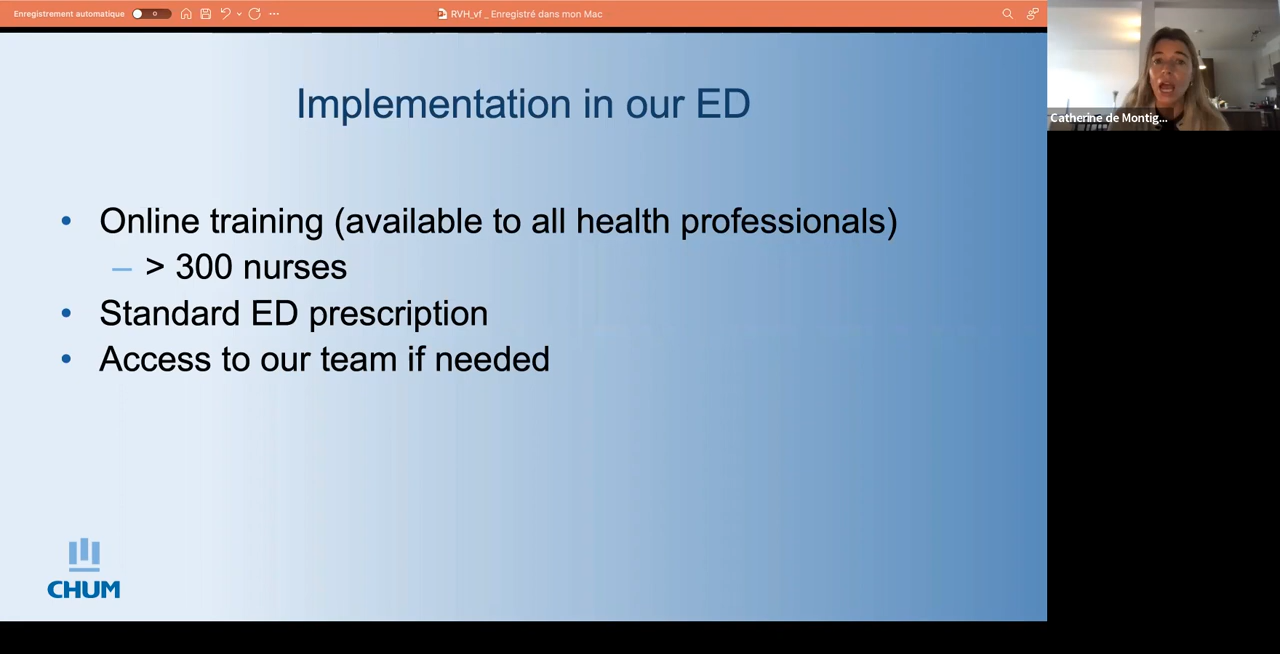 Enregistrement automatique
RVH_vf _ Enregistré dans mon Mac
Catherine de Montig...
Implementation in our ED
• Online training (available to all health professionals)
– > 300 nurses
• Standard ED prescription
• Access to our team if needed
CHUM